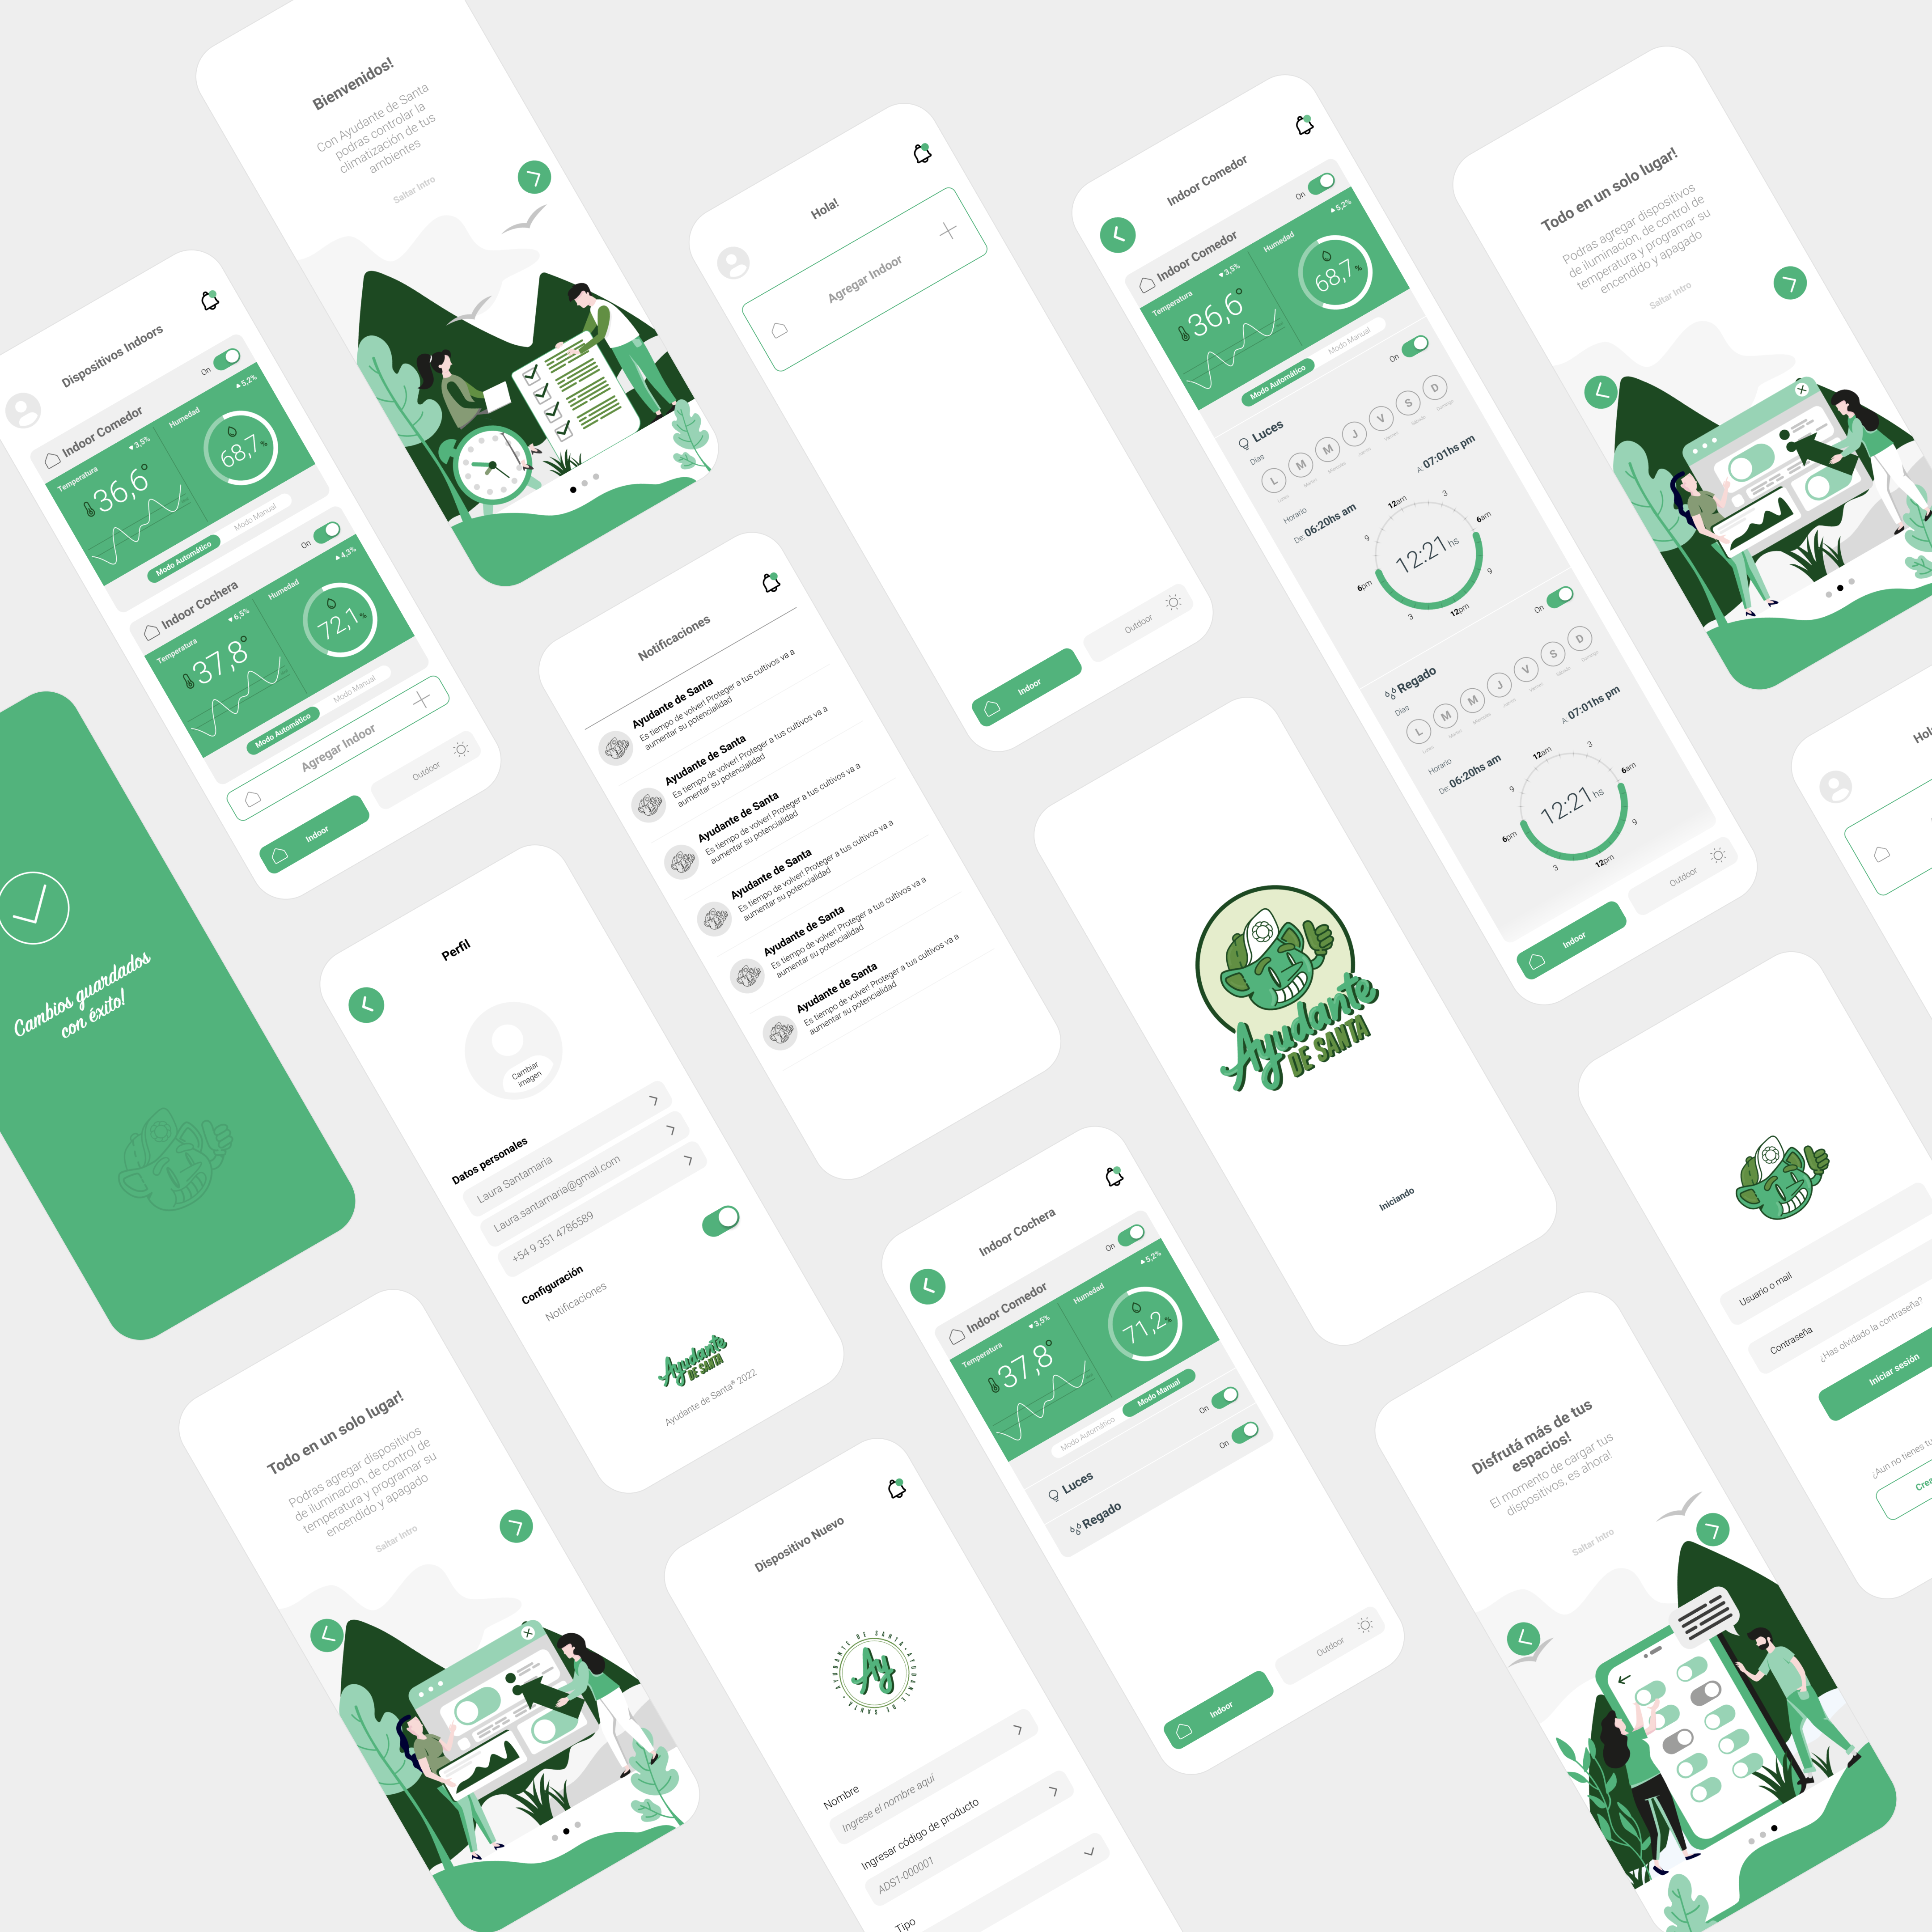 Bienvenidos!
Con Ayudante de Santa
podras controlar la
climatización de tus
ambientes
Saltar Intro
Dispositivos Indoors
Indoor Comedor
On
Temperatura
▼3,5%
36,6°
Humedad
▲5,2%
68,7%
Modo Automático
Modo Manual
Indoor Cochera
On
Temperatura
▼6,5%
37,8°
Humedad
▲4,3%
72,1%
Modo Automático
Modo Manual
Agregar Indoor
Indoor
Outdoor
Hola!
Agregar Indoor
Indoor
Outdoor
Indoor Comedor
Indoor Comedor
On
Temperatura
▼3,5%
36,6°
Humedad
▲5,2%
68,7%
Modo Automático
Modo Manual
Luces
On
Dias
L
M
M
J
V
S
D
Horario
De: 06:20hs am
A: 07:01hs pm
12am
3
6am
9
12pm
3
6pm
9
12:21 hs
Regado
On
Dias
L
M
M
J
V
S
D
Horario
De: 06:20hs am
A: 07:01hs pm
12am
3
6am
9
12pm
3
6pm
9
12:21 hs
Indoor
Outdoor
Todo en un solo lugar!
Podras agregar dispositivos
de iluminacion, de control de
temperatura y programar su
encendido y apagado
Saltar Intro
Cambios guardados
con éxito!
Perfil
Cambiar
imagen
Datos personales
Laura Santamaria
Laura.santamaria@gmail.com
+54 9 351 4786589
Configuración
Notificaciones
Ayudante
DE SANTA
Ayudante de Santa® 2022
Notificaciones
Ayudante de Santa
Es tiempo de volver! Proteger a tus cultivos va a
aumentar su potencialidad
Ayudante de Santa
Es tiempo de volver! Proteger a tus cultivos va a
aumentar su potencialidad
Ayudante de Santa
Es tiempo de volver! Proteger a tus cultivos va a
aumentar su potencialidad
Ayudante de Santa
Es tiempo de volver! Proteger a tus cultivos va a
aumentar su potencialidad
Ayudante de Santa
Es tiempo de volver! Proteger a tus cultivos va a
aumentar su potencialidad
Ayudante de Santa
Es tiempo de volver! Proteger a tus cultivos va a
aumentar su potencialidad
Ayudante
DE SANTA
Iniciando
Usuario o mail
Contraseña
¿Has olvidado la contraseña?
Iniciar sesión
¿Aun no tienes
Todo en un solo lugar!
Podras agregar dispositivos
de iluminacion, de control de
temperatura y programar su
encendido y apagado
Saltar Intro
Dispositivo Nuevo
Ay
Nombre
Ingrese el nombre aquí
Ingresar código de producto
ADS1-000001
Tipo
Indoor Cochera
Indoor Comedor
On
Temperatura
▼3,5%
37,8°
Humedad
▲5,2%
71,2%
Modo Automático
Modo Manual
Luces
On
Regado
On
Indoor
Outdoor
Disfrutá más de tus
espacios!
El momento de cargar tus
dispositivos, es ahora!
Saltar Intro